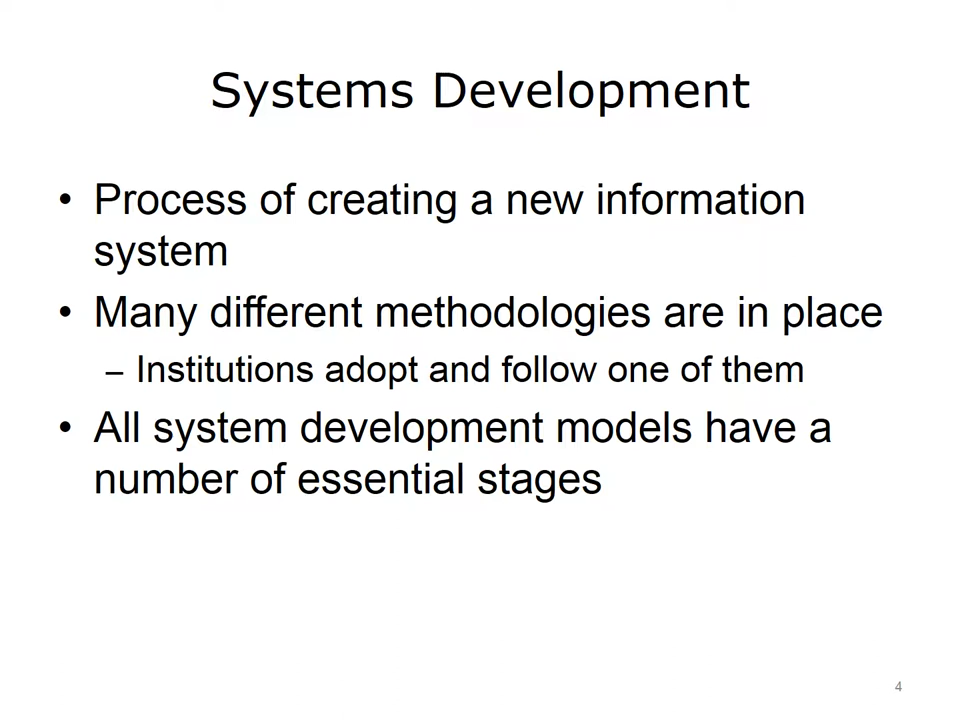 Systems Development
• Process of creating a new information
system
• Many different methodologies are in place
– Institutions adopt and follow one of them
• All system development models have a
number of essential stages
4